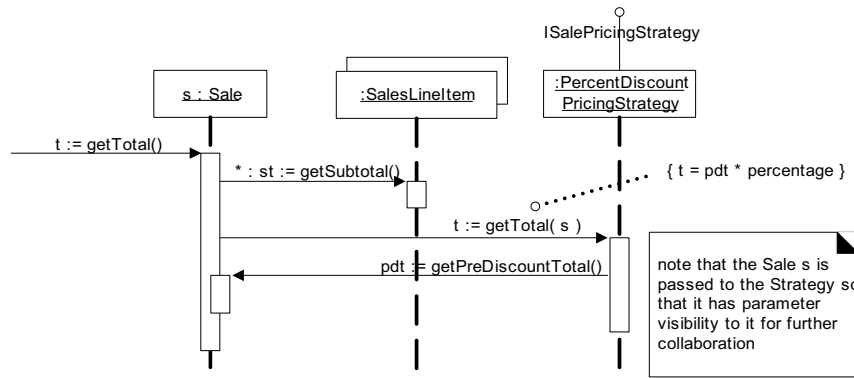 ISalePricingStrategy
s : Sale
:SalesLineItem
:PercentDiscount
PricingStrategy
t := getTotal()
* : st := getSubtotal()
{ t = pdt * percentage }
t := getTotal( s )
pdt := getPreDiscountTotal()
note that the Sale s is
passed to the Strategy so
that it has parameter
visibility to it for further
collaboration